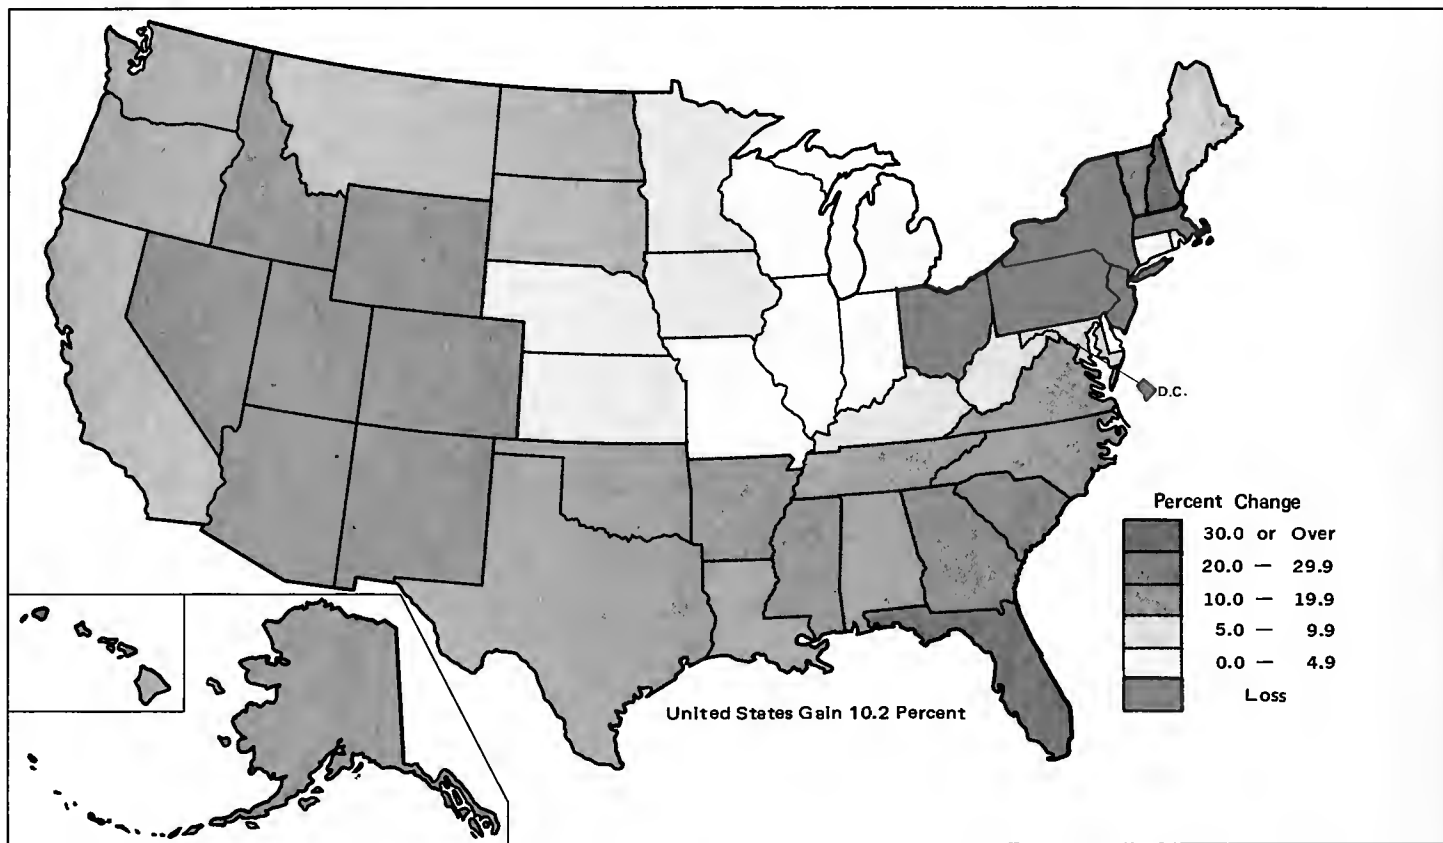 D.C.
Percent Change
30.0 or Over
20.0 — 29.9
10.0 — 19.9
5.0 — 9.9
0.0 — 4.9
Loss
United States Gain 10.2 Percent